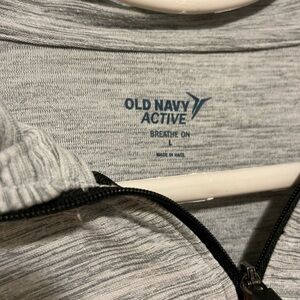 OLD NAVY
ACTIVE
BREATHE ON
L
MADE IN HAITI